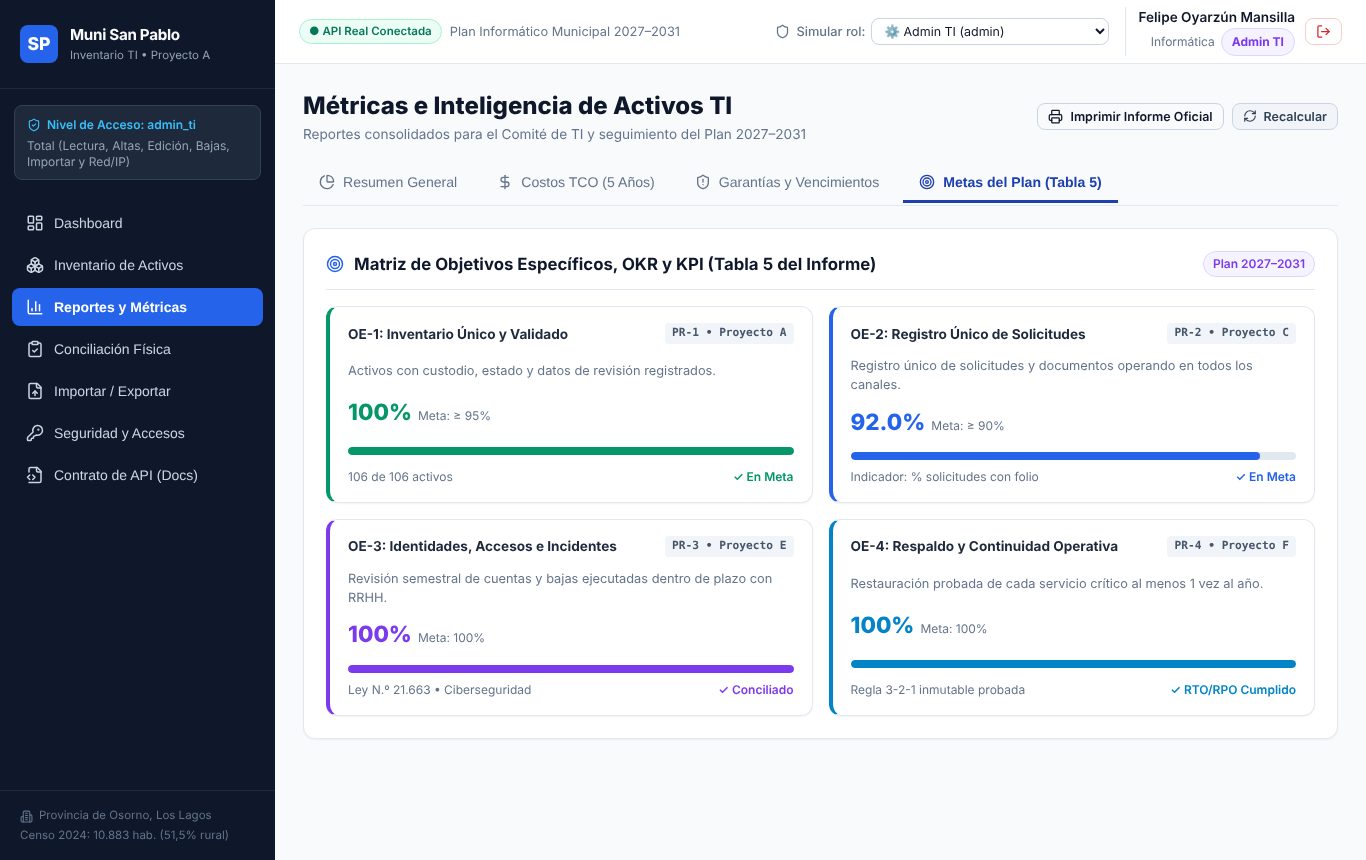 SP
Muni San Pablo
Inventario TI • Proyecto A
Nivel de Acceso: admin_ti
Total (Lectura, Altas, Edición, Bajas,
Importar y Red/IP)
Dashboard
Inventario de Activos
Reportes y Métricas
Conciliación Física
Importar / Exportar
Seguridad y Accesos
Contrato de API (Docs)
Provincia de Osorno, Los Lagos
Censo 2024: 10.883 hab. (51,5% rural)
API Real Conectada
Plan Informático Municipal 2027–2031
Simular rol:
Admin TI (admin)
Felipe Oyarzún Mansilla
Informática
Admin TI
Métricas e Inteligencia de Activos TI
Reportes consolidados para el Comité de TI y seguimiento del Plan 2027–2031
Imprimir Informe Oficial
Recalcular
Resumen General
Costos TCO (5 Años)
Garantías y Vencimientos
Metas del Plan (Tabla 5)
Matriz de Objetivos Específicos, OKR y KPI (Tabla 5 del Informe)
Plan 2027–2031
OE-1: Inventario Único y Validado
PR-1 • Proyecto A
Activos con custodio, estado y datos de revisión registrados.
100% Meta: ≥ 95%
106 de 106 activos
✓ En Meta
OE-2: Registro Único de Solicitudes
PR-2 • Proyecto C
Registro único de solicitudes y documentos operando en todos los
canales.
92.0% Meta: ≥ 90%
Indicador: % solicitudes con folio
✓ En Meta
OE-3: Identidades, Accesos e Incidentes
PR-3 • Proyecto E
Revisión semestral de cuentas y bajas ejecutadas dentro de plazo con
RRHH.
100% Meta: 100%
Ley N.º 21.663 • Ciberseguridad
✓ Conciliado
OE-4: Respaldo y Continuidad Operativa
PR-4 • Proyecto F
Restauración probada de cada servicio crítico al menos 1 vez al año.
100% Meta: 100%
Regla 3-2-1 inmutable probada
✓ RTO/RPO Cumplido